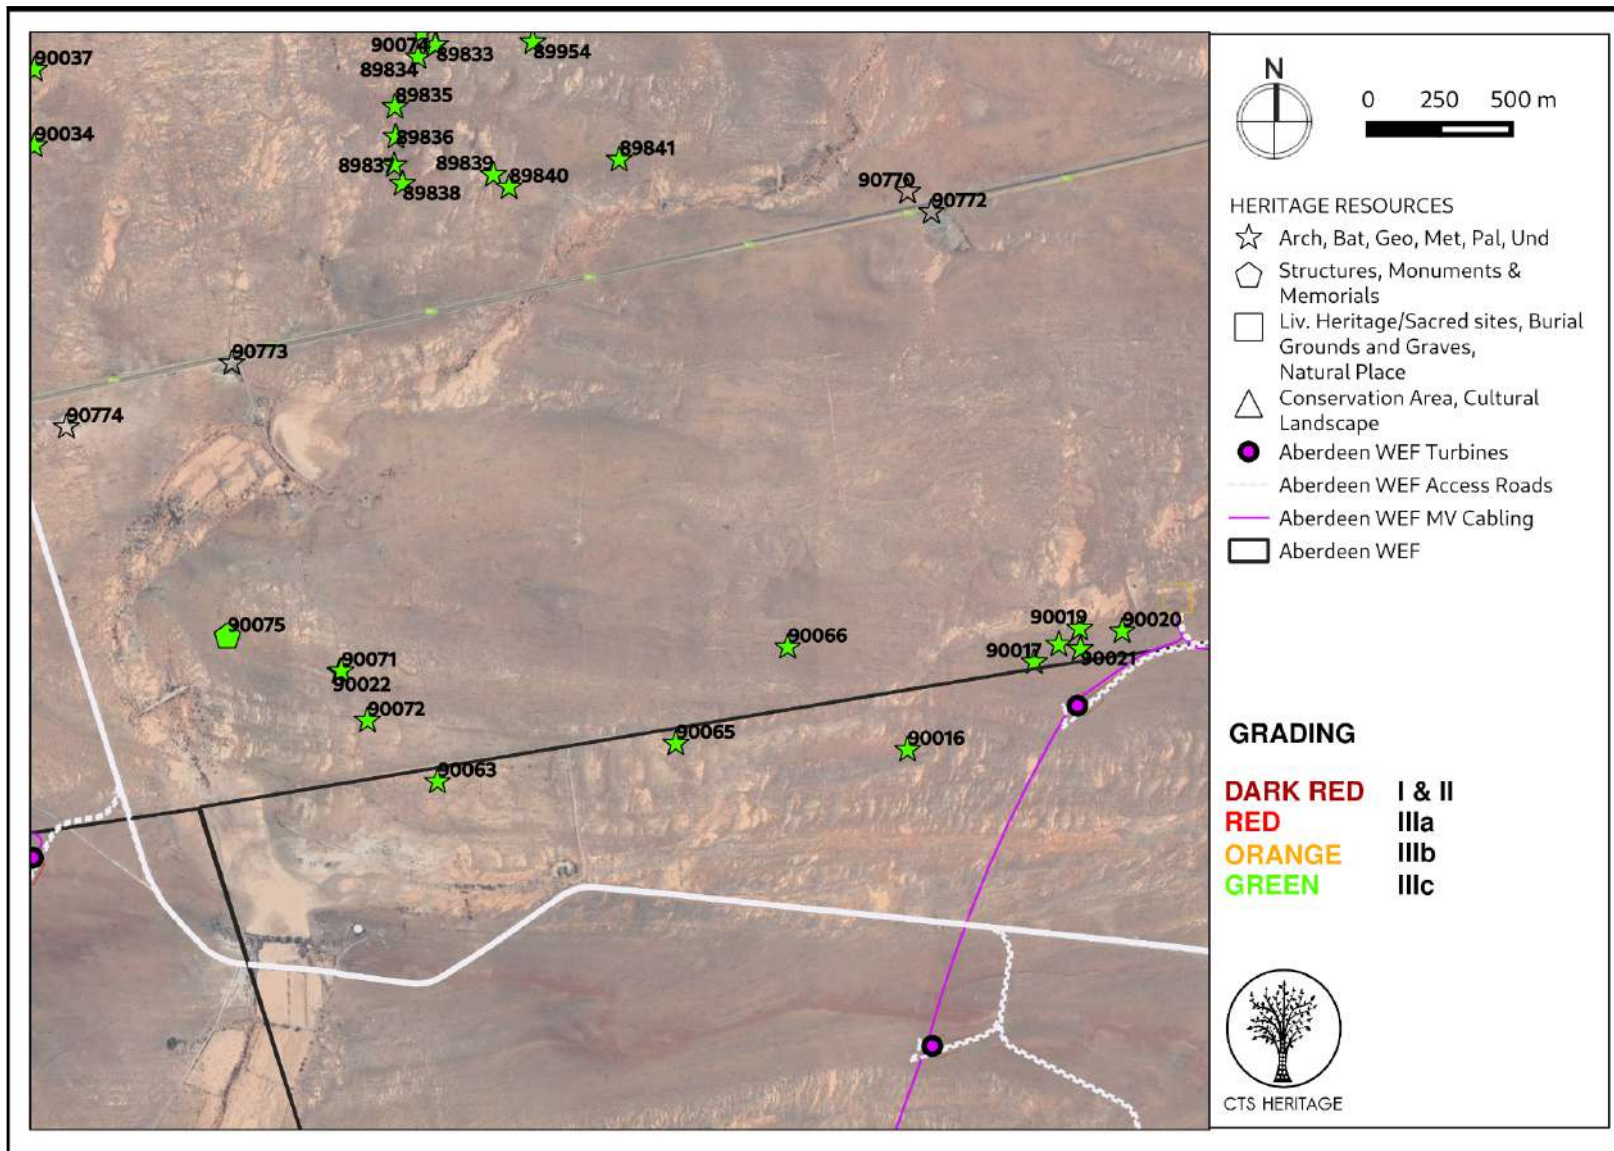 90037
90074
89833
89954
89834
89835
90034
89836
89837
89839
89841
89838
89840
90770
90772
90773
90774
90075
90071
90022
90072
90063
90066
90065
90016
90019
90020
90017
90021
N
0 250 500 m
HERITAGE RESOURCES
Arch, Bat, Geo, Met, Pal, Und
Structures, Monuments &
Memorials
Liv. Heritage/Sacred sites, Burial
Grounds and Graves,
Natural Place
Conservation Area, Cultural
Landscape
Aberdeen WEF Turbines
Aberdeen WEF Access Roads
Aberdeen WEF MV Cabling
Aberdeen WEF
GRADING
DARK RED I & II
RED IIIa
ORANGE IIIb
GREEN IIIc
CTS HERITAGE